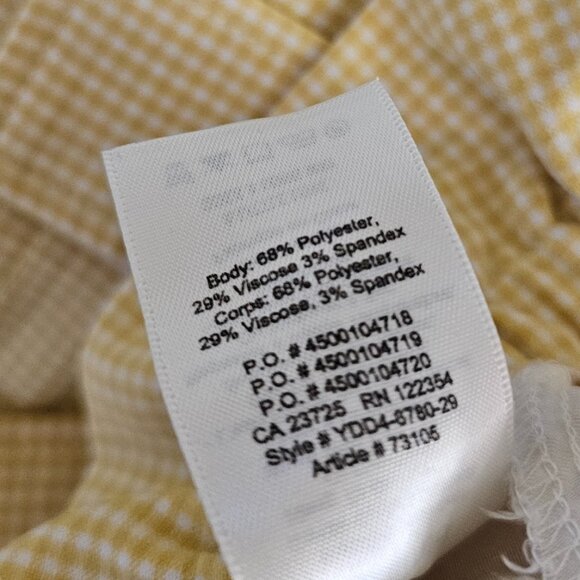 Body: 68% Polyester,
29% Viscose 3% Spandex
Corps: 68% Polyester,
29% Viscose, 3% Spandex
P.O. # 4500104718
P.O. # 4500104719
P.O. # 4500104720
CA 23725 RN 122354
Style # YDD4-6780-29
Article # 73105